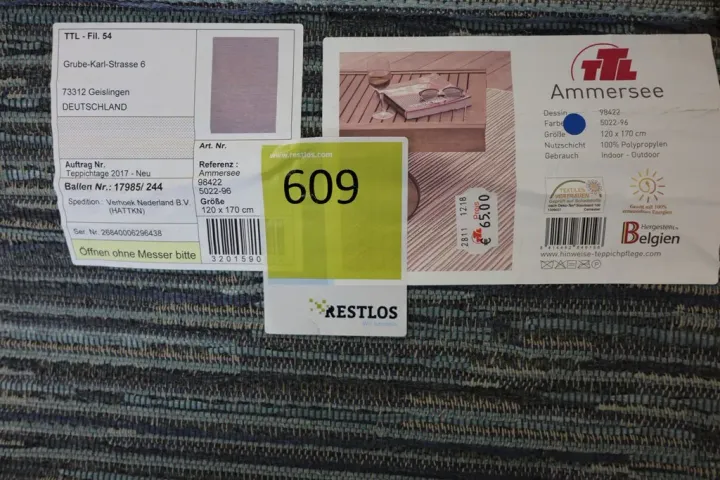 TTL - Fil. 54
Grube-Karl-Strasse 6
73312 Geislingen
DEUTSCHLAND
Auftrag Nr.
Teppichtage 2017 - Neu
Ballen Nr.: 17985/ 244
Spedition. Verhoek Nederland B.V.
(HATTKN)
Ser. Nr. 26840006296438
Öffnen ohne Messer bitte
Art. Nr.
Referenz :
Ammersee
98422
5022-96
Größe :
120 x 170 cm
3201590
www.restlos.com
609
RESTLOS
2811 1218
€ 65.00
TTL
Ammersee
Dessin 98422
Farbe 5022-96
Größe 120 x 170 cm
Nutzschicht 100% Polypropylen
Gebrauch Indoor - Outdoor
Hergestellt in
Belgien
www.hinweise-teppichpflege.com